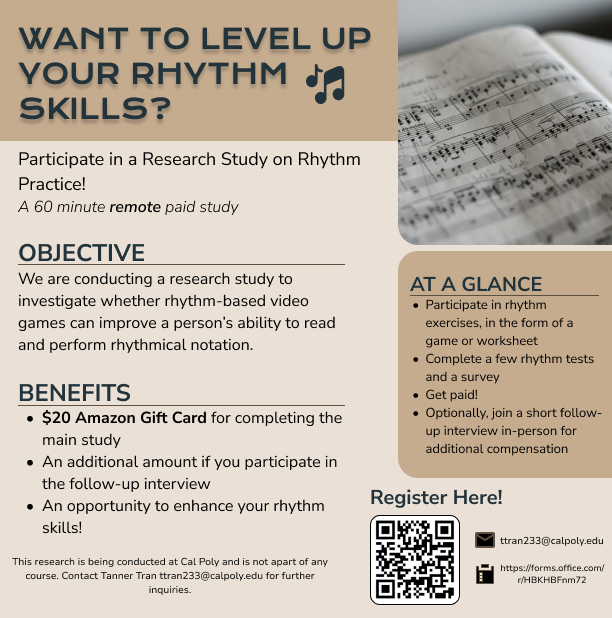 WANT TO LEVEL UP
YOUR RHYTHM
SKILLS?
Participate in a Research Study on Rhythm
Practice!
A 60 minute remote paid study
OBJECTIVE
We are conducting a research study to
investigate whether rhythm-based video
games can improve a person's ability to read
and perform rhythmical notation.
BENEFITS
• $20 Amazon Gift Card for completing the
main study
• An additional amount if you participate in
the follow-up interview
• An opportunity to enhance your rhythm
skills!
This research is being conducted at Cal Poly and is not apart of any
course. Contact Tanner Tran ttran233@calpoly.edu for further
inquiries.
AT A GLANCE
• Participate in rhythm
exercises, in the form of a
game or worksheet
• Complete a few rhythm tests
and a survey
• Get paid!
• Optionally, join a short follow-
up interview in-person for
additional compensation
Register Here!
ttran233@calpoly.edu
https://forms.office.com/
r/HBKHBFnm72